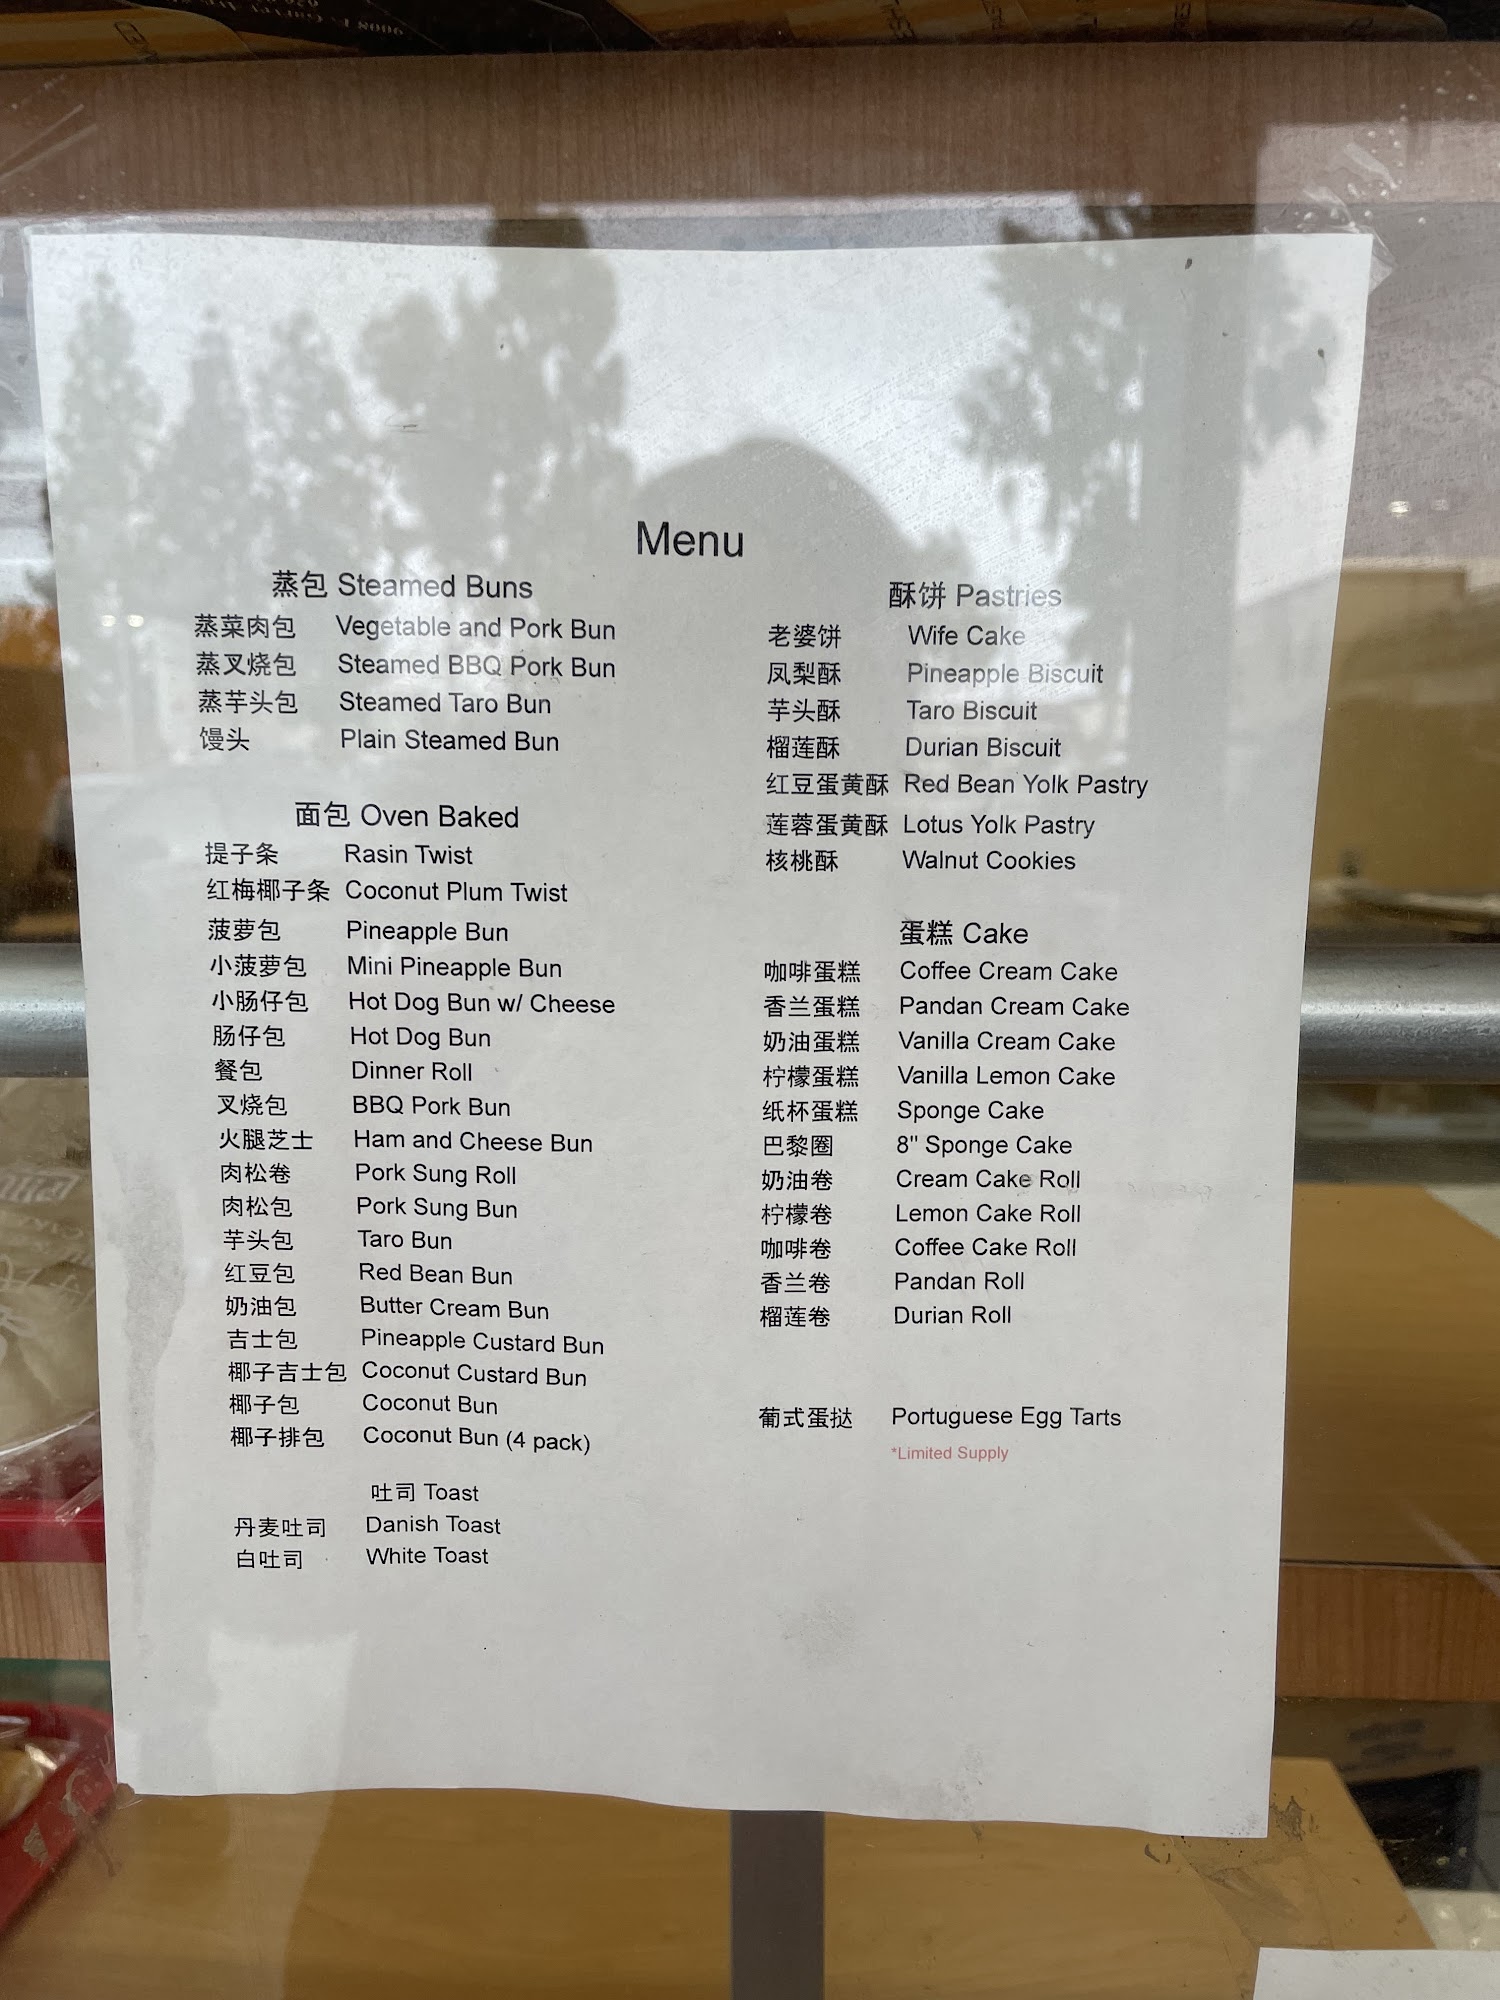 Menu
蒸包 Steamed Buns
蒸菜肉包 Vegetable and Pork Bun
蒸叉烧包 Steamed BBQ Pork Bun
蒸芋头包 Steamed Taro Bun
馒头 Plain Steamed Bun
面包 Oven Baked
提子条 Rasin Twist
红梅椰子条 Coconut Plum Twist
菠萝包 Pineapple Bun
小菠萝包 Mini Pineapple Bun
小肠仔包 Hot Dog Bun w/ Cheese
肠仔包 Hot Dog Bun
餐包 Dinner Roll
叉烧包 BBQ Pork Bun
火腿芝士 Ham and Cheese Bun
肉松卷 Pork Sung Roll
肉松包 Pork Sung Bun
芋头包 Taro Bun
红豆包 Red Bean Bun
奶油包 Butter Cream Bun
吉士包 Pineapple Custard Bun
椰子吉士包 Coconut Custard Bun
椰子包 Coconut Bun
椰子排包 Coconut Bun (4 pack)
吐司 Toast
丹麦吐司 Danish Toast
白吐司 White Toast
酥饼 Pastries
老婆饼 Wife Cake
凤梨酥 Pineapple Biscuit
芋头酥 Taro Biscuit
榴莲酥 Durian Biscuit
红豆蛋黄酥 Red Bean Yolk Pastry
莲蓉蛋黄酥 Lotus Yolk Pastry
核桃酥 Walnut Cookies
蛋糕 Cake
咖啡蛋糕 Coffee Cream Cake
香兰蛋糕 Pandan Cream Cake
奶油蛋糕 Vanilla Cream Cake
柠檬蛋糕 Vanilla Lemon Cake
纸杯蛋糕 Sponge Cake
巴黎圈 8" Sponge Cake
奶油卷 Cream Cake Roll
柠檬卷 Lemon Cake Roll
咖啡卷 Coffee Cake Roll
香兰卷 Pandan Roll
榴莲卷 Durian Roll
葡式蛋挞 Portuguese Egg Tarts
*Limited Supply